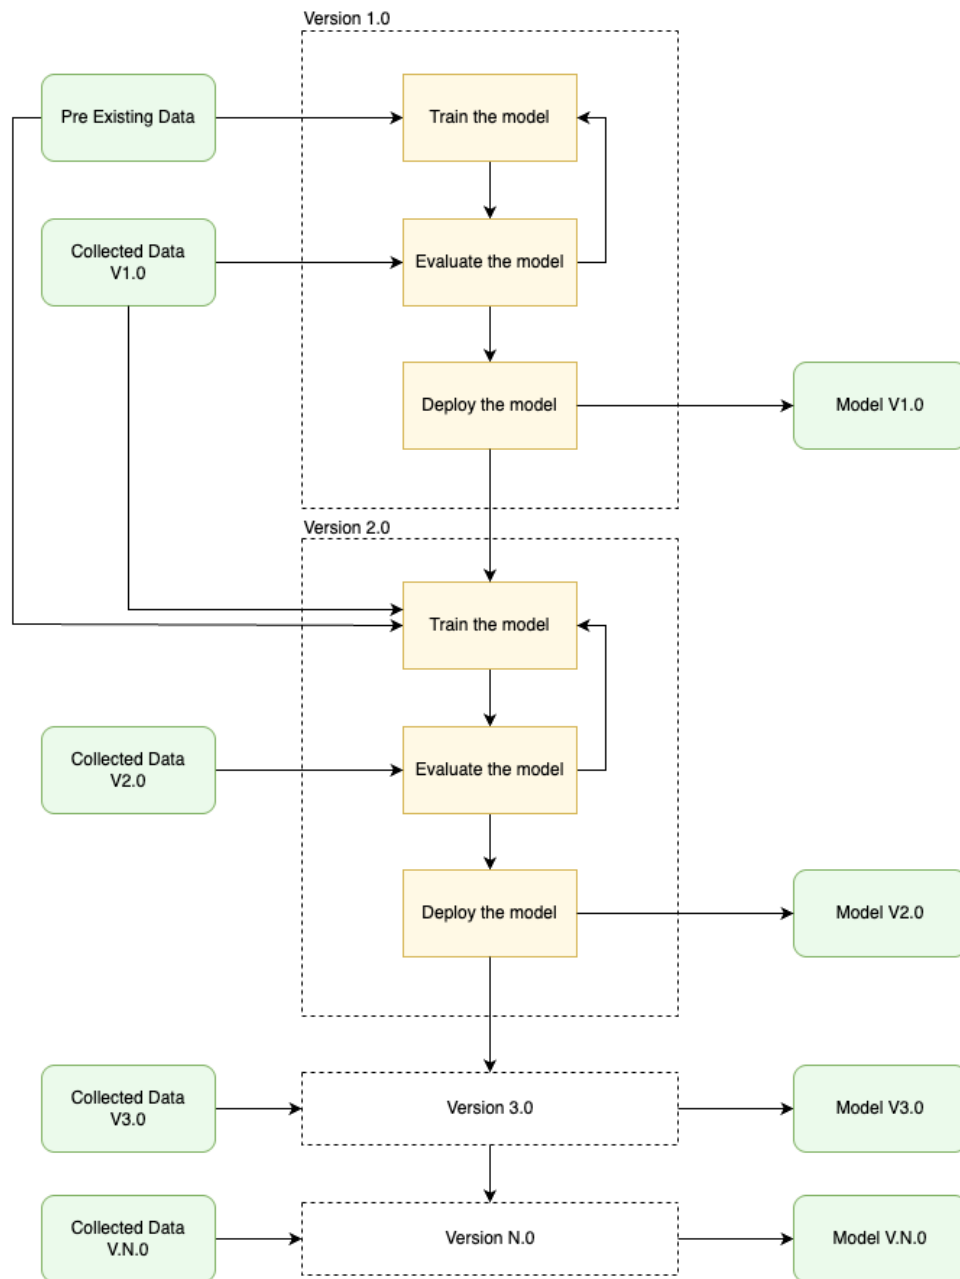 Version 1.0
Pre Existing Data
Train the model
Collected Data
V1.0
Evaluate the model
Deploy the model
Model V1.0
Version 2.0
Train the model
Collected Data
V2.0
Evaluate the model
Deploy the model
Model V2.0
Collected Data
V3.0
Version 3.0
Model V3.0
Collected Data
V.N.0
Version N.0
Model V.N.0